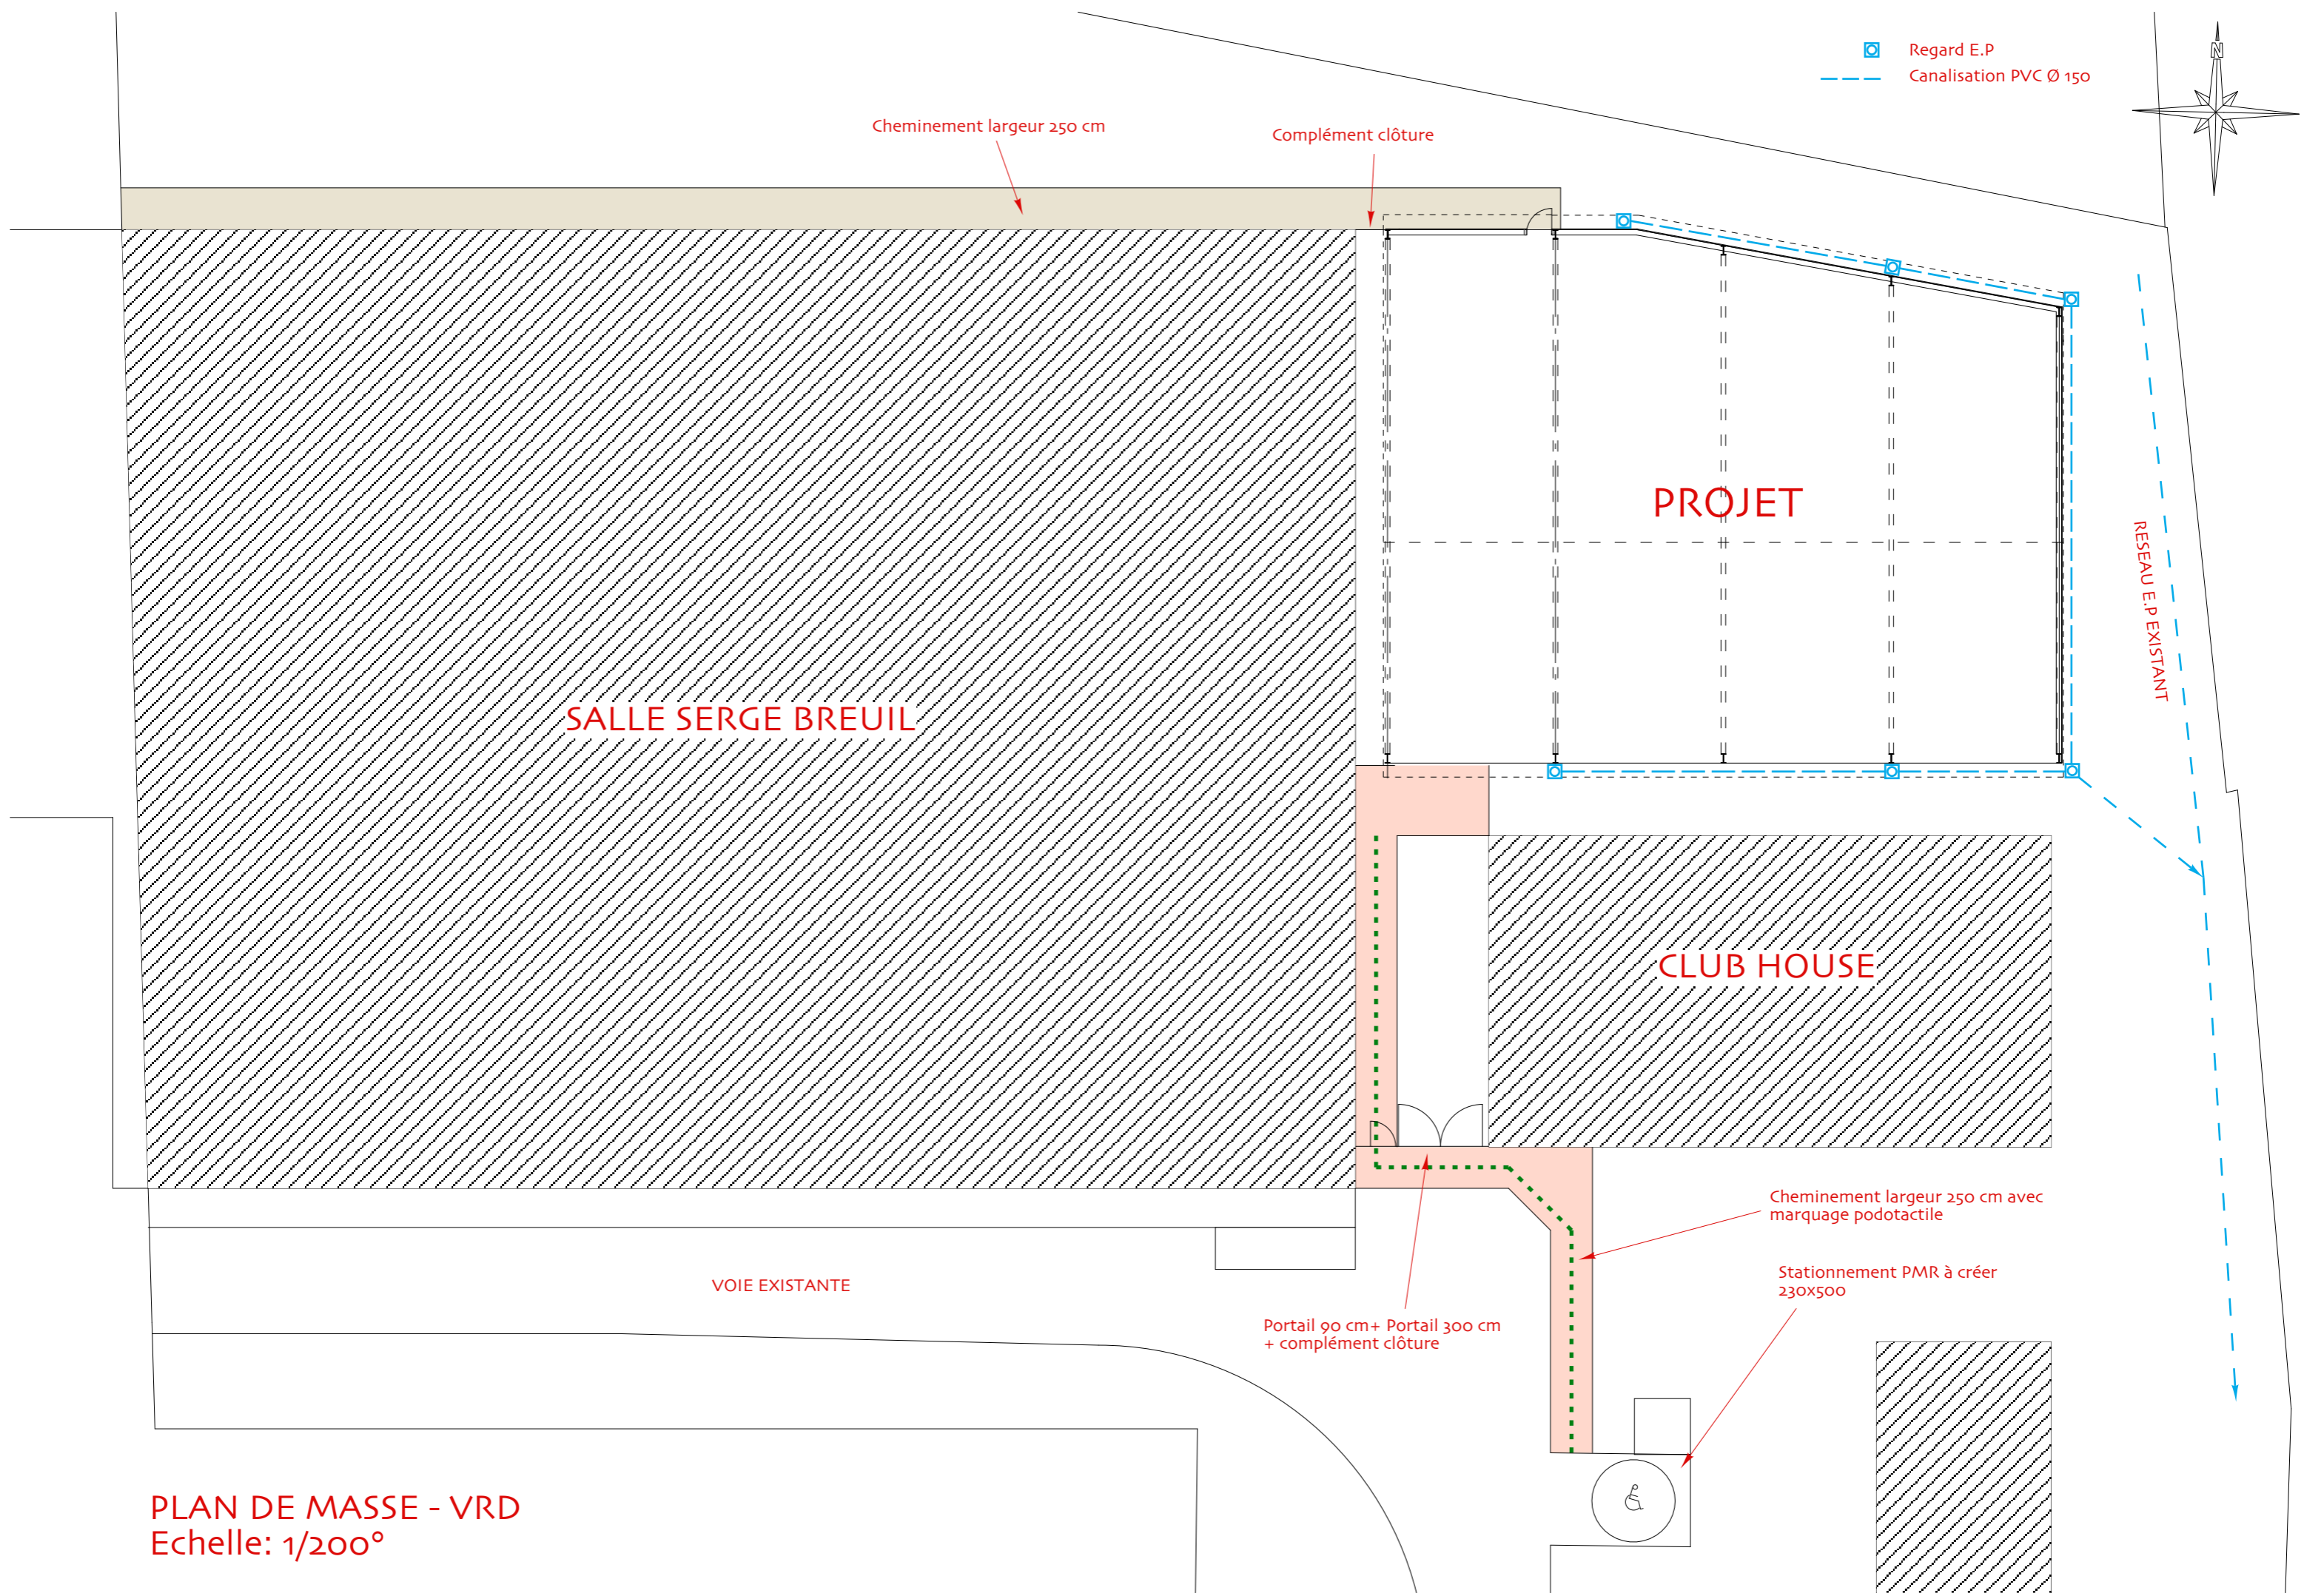 Regard E.P
Canalisation PVC Ø 150
N
Cheminement largeur 250 cm
Complément clôture
PROJET
RESEAU E.P EXISTANT
SALLE SERGE BREUIL
CLUB HOUSE
Cheminement largeur 250 cm avec
marquage podotactile
Stationnement PMR à créer
230x500
VOIE EXISTANTE
Portail 90 cm+ Portail 300 cm
+ complément clôture
PLAN DE MASSE - VRD
Echelle: 1/200°